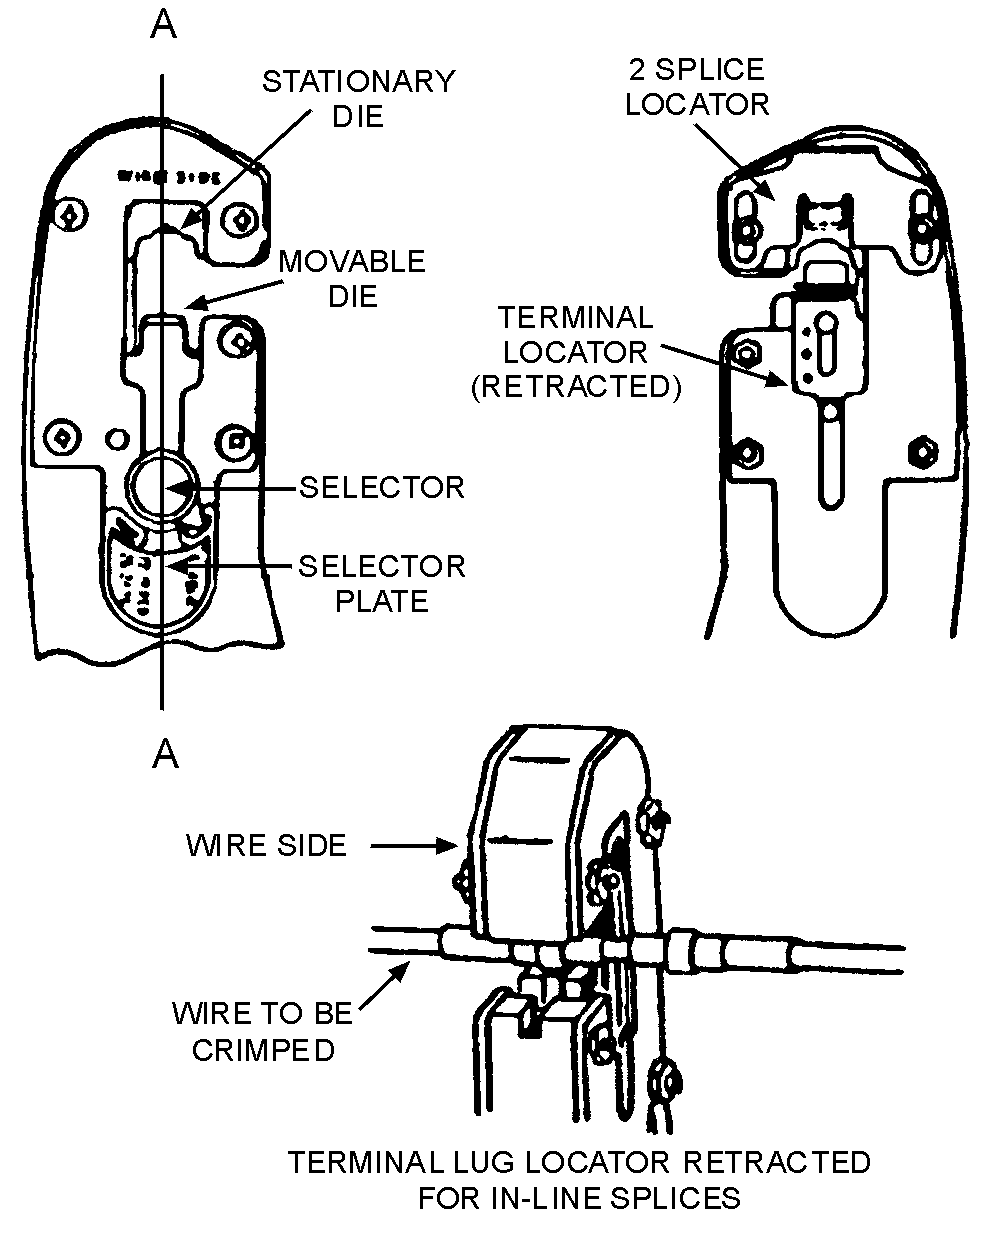 A
STATIONARY
DIE
2 SPLICE
LOCATOR
WIRE SIDE
MOVABLE
DIE
TERMINAL
LOCATOR
(RETRACTED)
SELECTOR
SELECTOR
PLATE
A
WIRE SIDE
WIRE TO BE
CRIMPED
TERMINAL LUG LOCATOR RETRACTED
FOR IN-LINE SPLICES